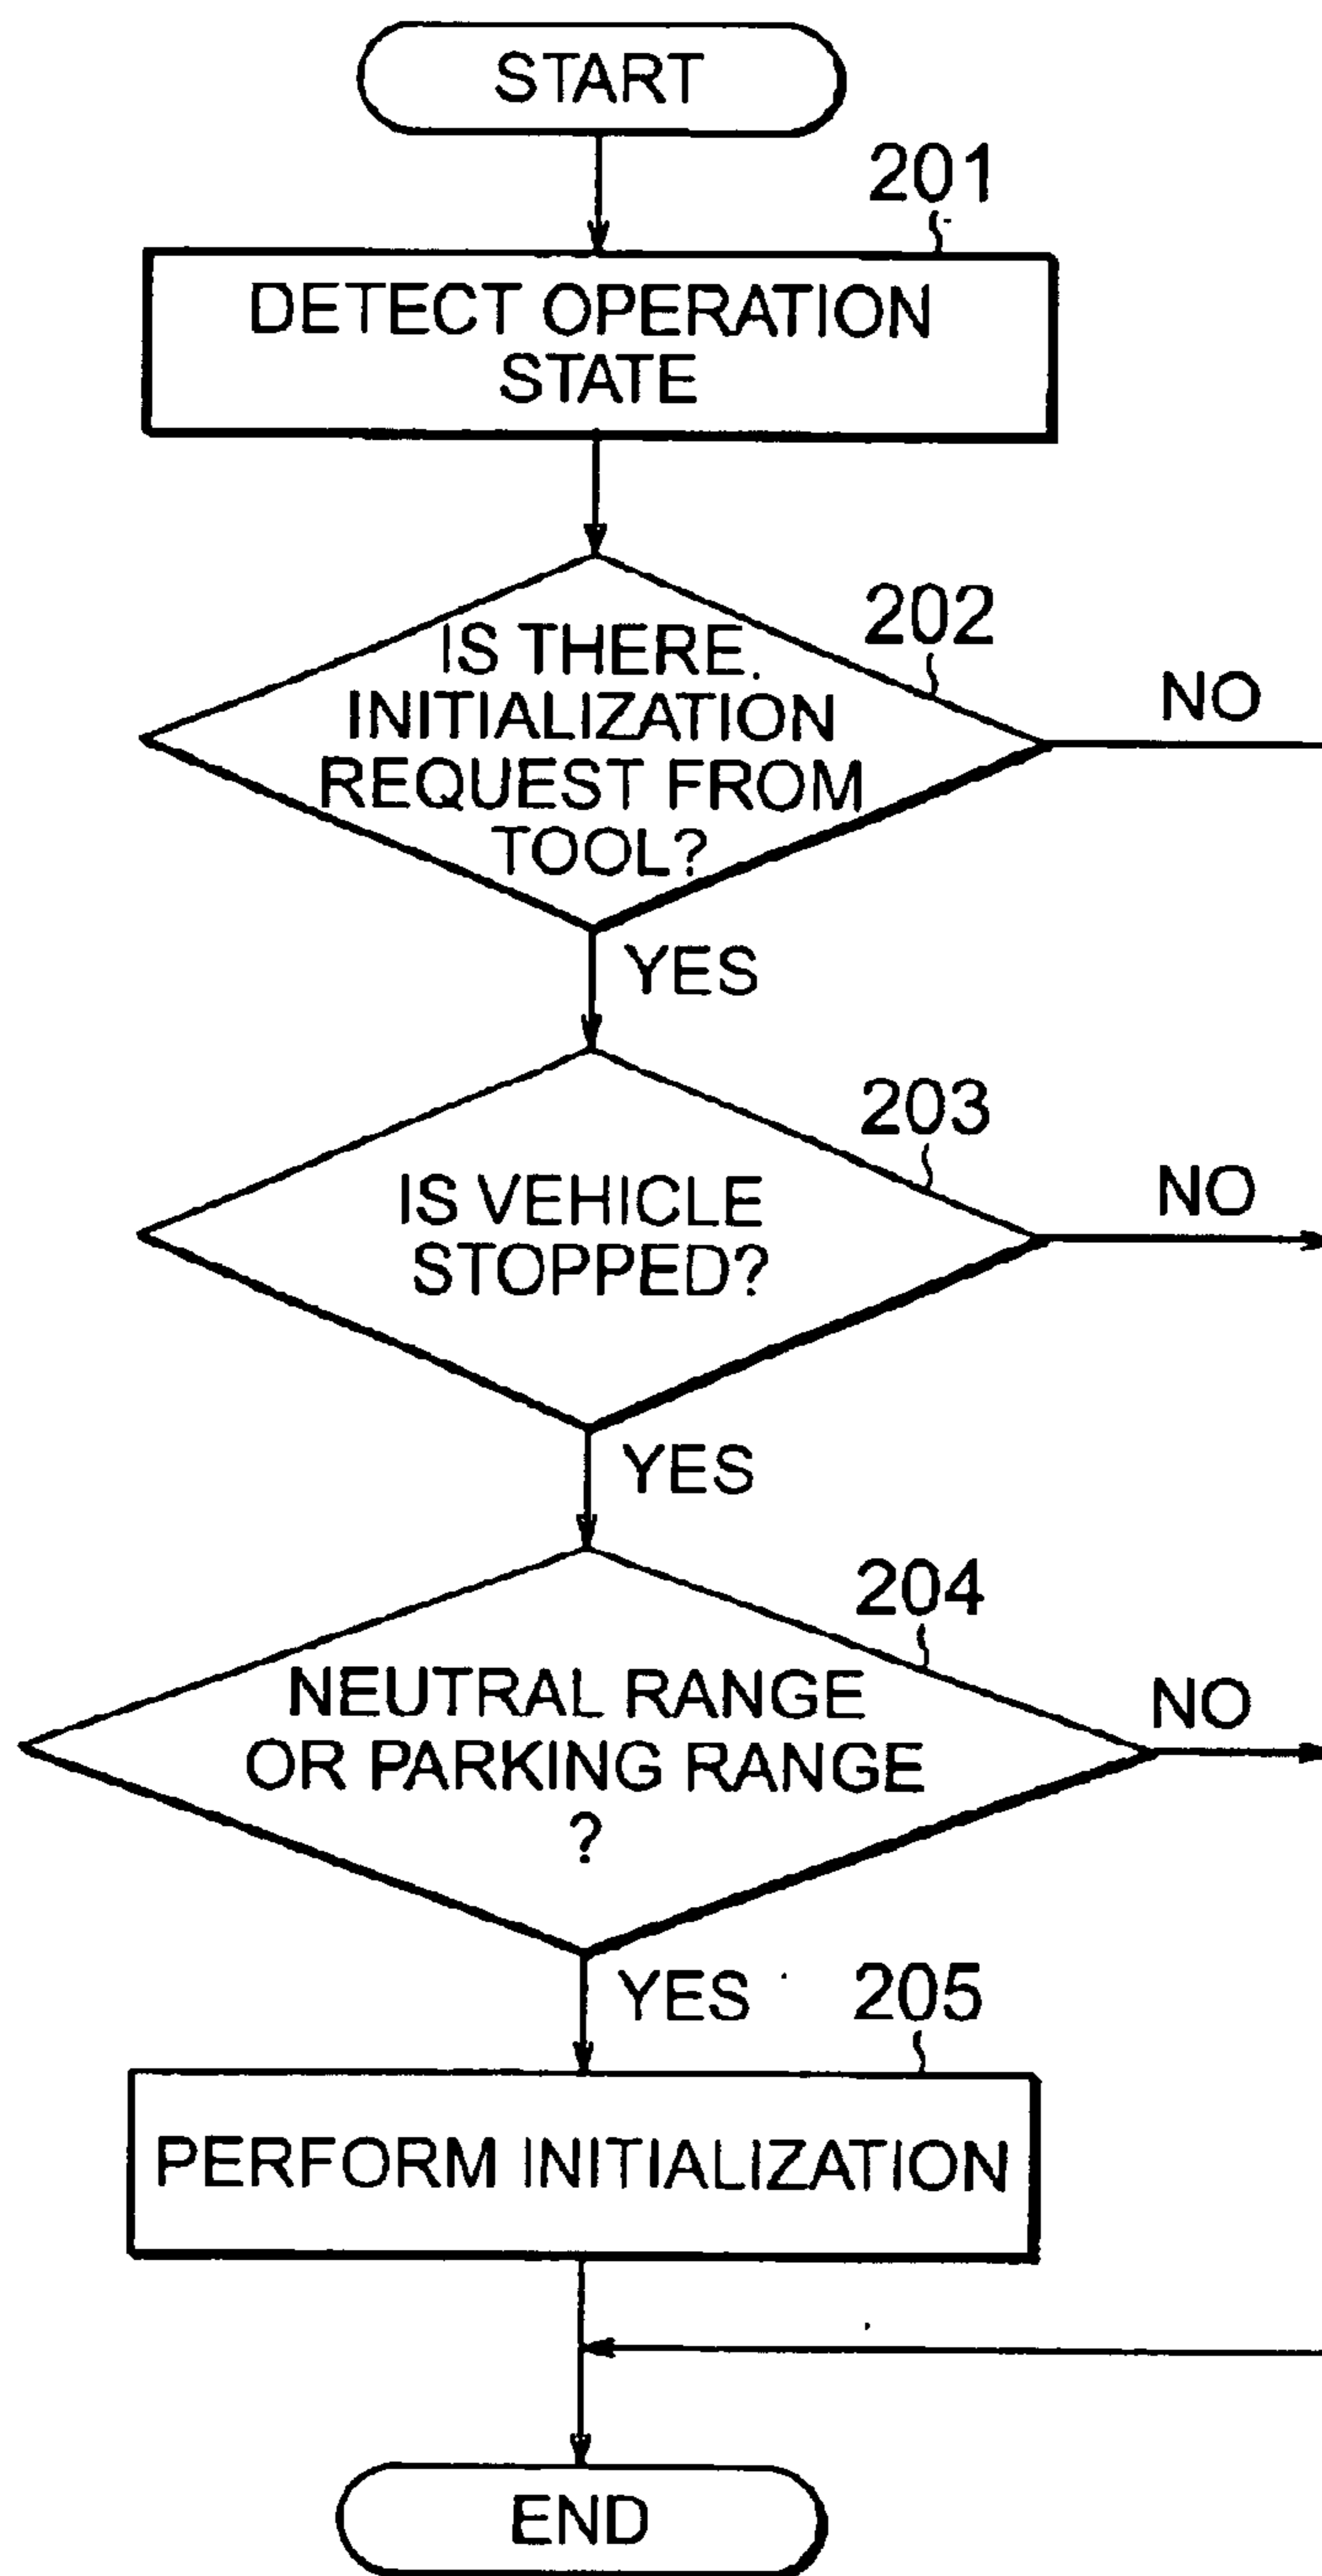 START
201
DETECT OPERATION
STATE
202
IS THERE.
INITIALIZATION
REQUEST FROM
TOOL?
NO
YES
203
IS VEHICLE
STOPPED?
NO
YES
204
NEUTRAL RANGE
OR PARKING RANGE
?
NO
YES
205
PERFORM INITIALIZATION
END